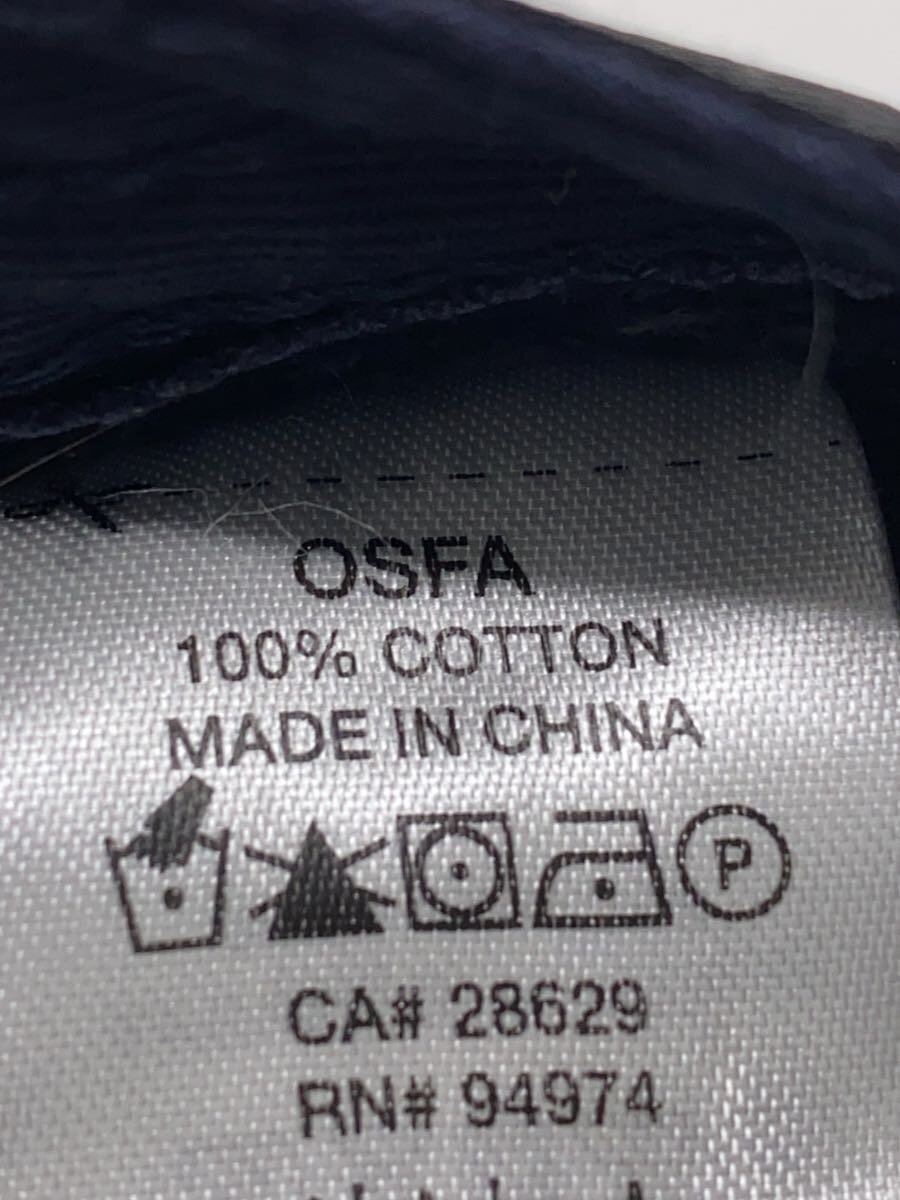 OSFA
100% COTTON
MADE IN CHINA
P
CA# 28629
RN# 94974